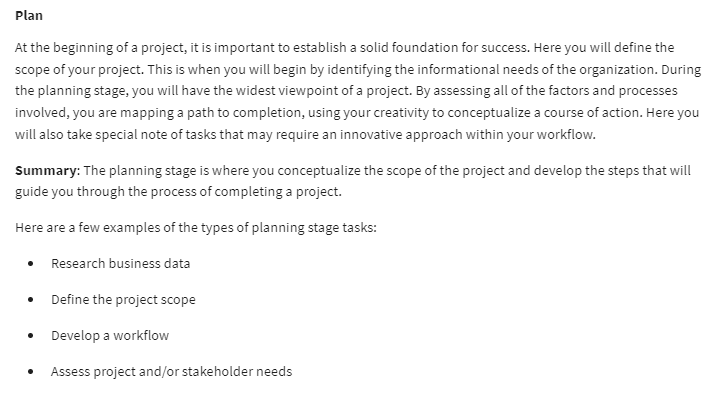 Plan
At the beginning of a project, it is important to establish a solid foundation for success. Here you will define the
scope of your project. This is when you will begin by identifying the informational needs of the organization. During
the planning stage, you will have the widest viewpoint of a project. By assessing all of the factors and processes
involved, you are mapping a path to completion, using your creativity to conceptualize a course of action. Here you
will also take special note of tasks that may require an innovative approach within your workflow.
Summary: The planning stage is where you conceptualize the scope of the project and develop the steps that will
guide you through the process of completing a project.
Here are a few examples of the types of planning stage tasks:
• Research business data
• Define the project scope
• Develop a workflow
• Assess project and/or stakeholder needs